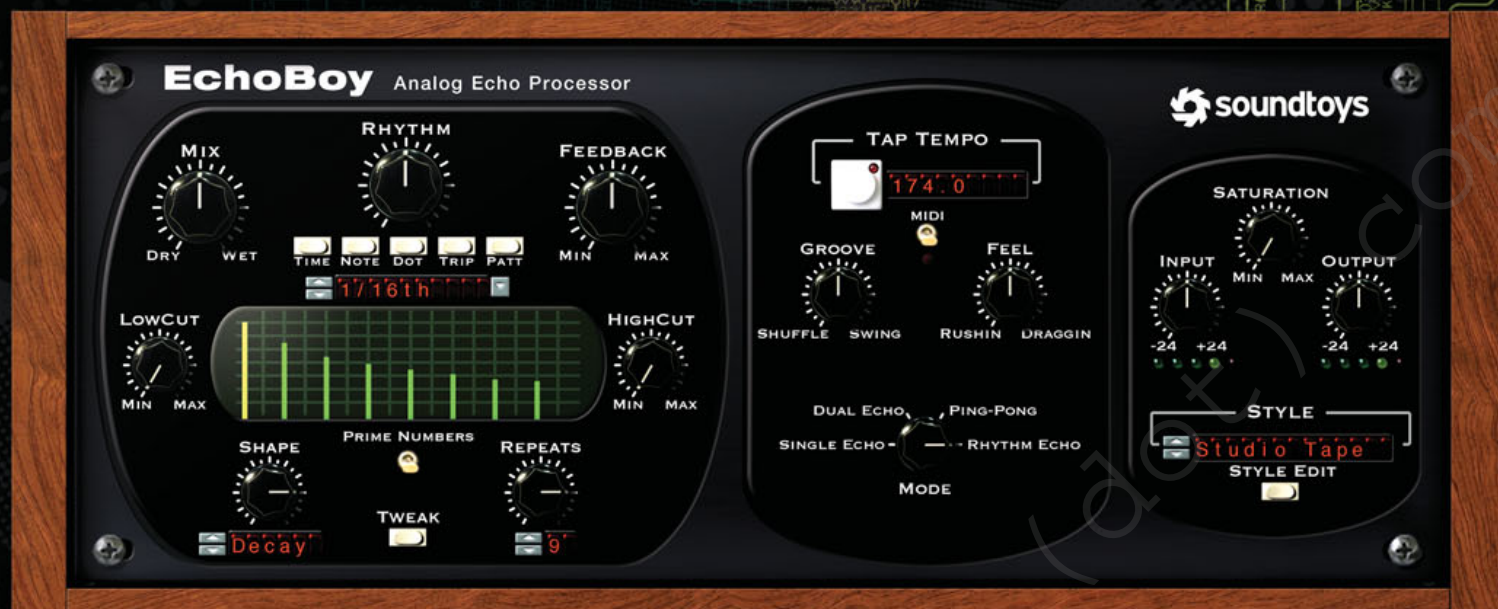 EchoBoy Analog Echo Processor
soundtoys
MIX
DRY WET
RHYTHM
FEEDBACK
MIN MAX
TIME NOTE DOT TRIP PATT
1/16th
LOWCUT
MIN MAX
HIGHCUT
MIN MAX
PRIME NUMBERS
SHAPE
Decay
TWEAK
REPEATS
9
TAP TEMPO
174.0
MIDI
GROOVE
SHUFFLE SWING
FEEL
RUSHIN DRAGGIN
DUAL ECHO PING-PONG
SINGLE ECHO RHYTHM ECHO
MODE
SATURATION
MIN MAX
INPUT
-24 +24
OUTPUT
-24 +24
STYLE
Studio Tape
STYLE EDIT
(dot) com